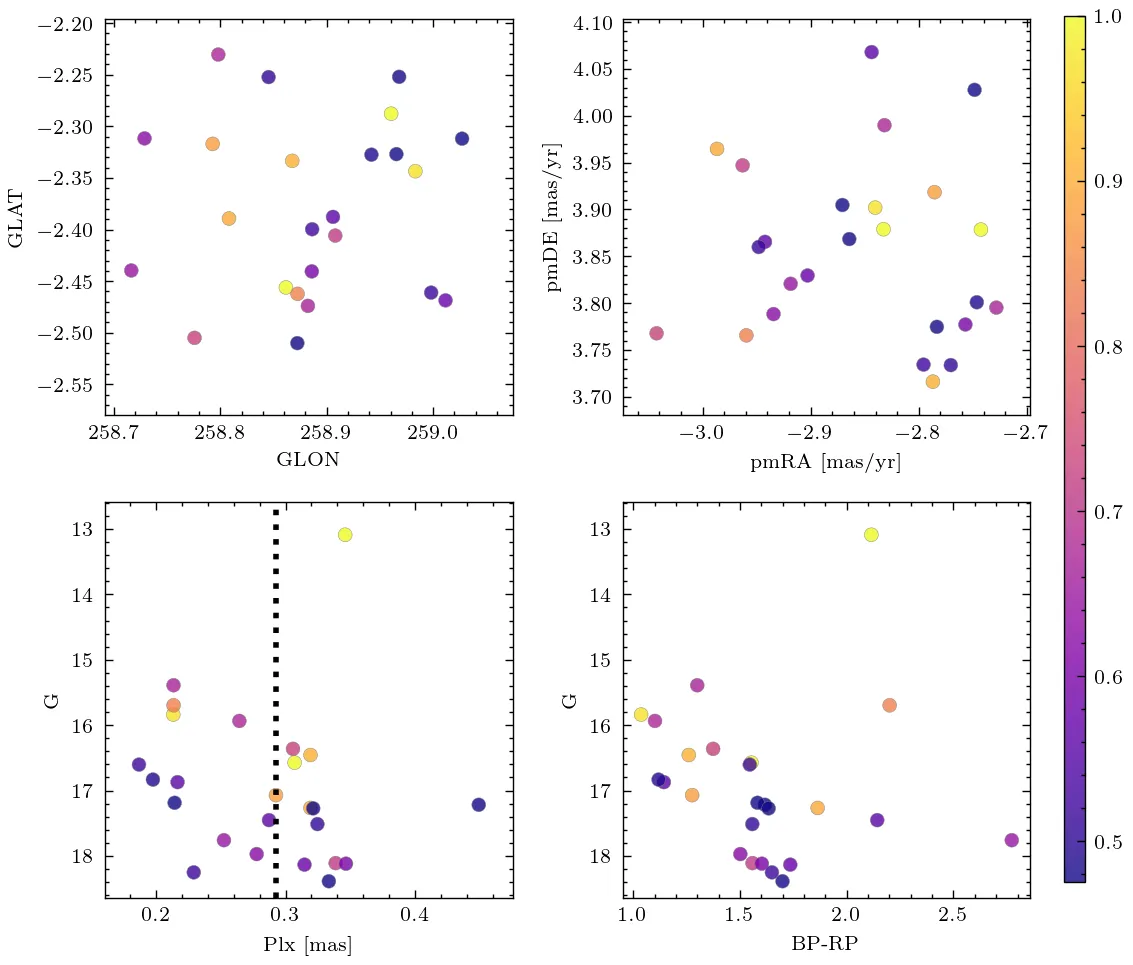 −2.20
−2.25
−2.30
−2.35
−2.40
−2.45
−2.50
−2.55
GLAT
258.7 258.8 258.9 259.0
GLON
4.10
4.05
4.00
3.95
3.90
3.85
3.80
3.75
3.70
pmDE [mas/yr]
−3.0 −2.9 −2.8 −2.7
pmRA [mas/yr]
13
14
15
16
17
18
G
0.2 0.3 0.4
Plx [mas]
13
14
15
16
17
18
G
1.0 1.5 2.0 2.5
BP-RP
1.0
0.9
0.8
0.7
0.6
0.5